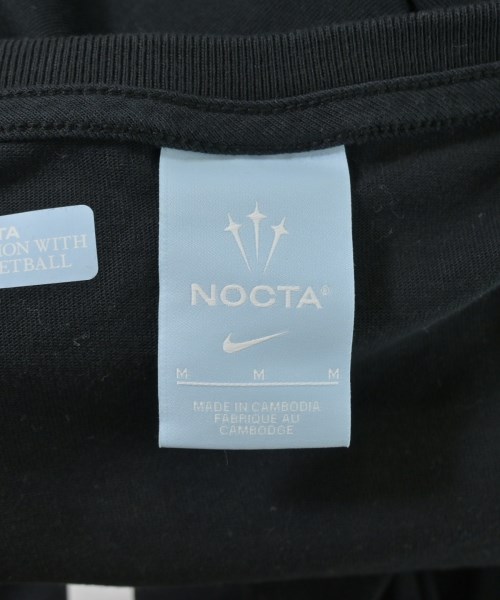 TA
ION WITH
ETBALL
NOCTA®
M M M
MADE IN CAMBODIA
FABRIQUE AU
CAMBODGE